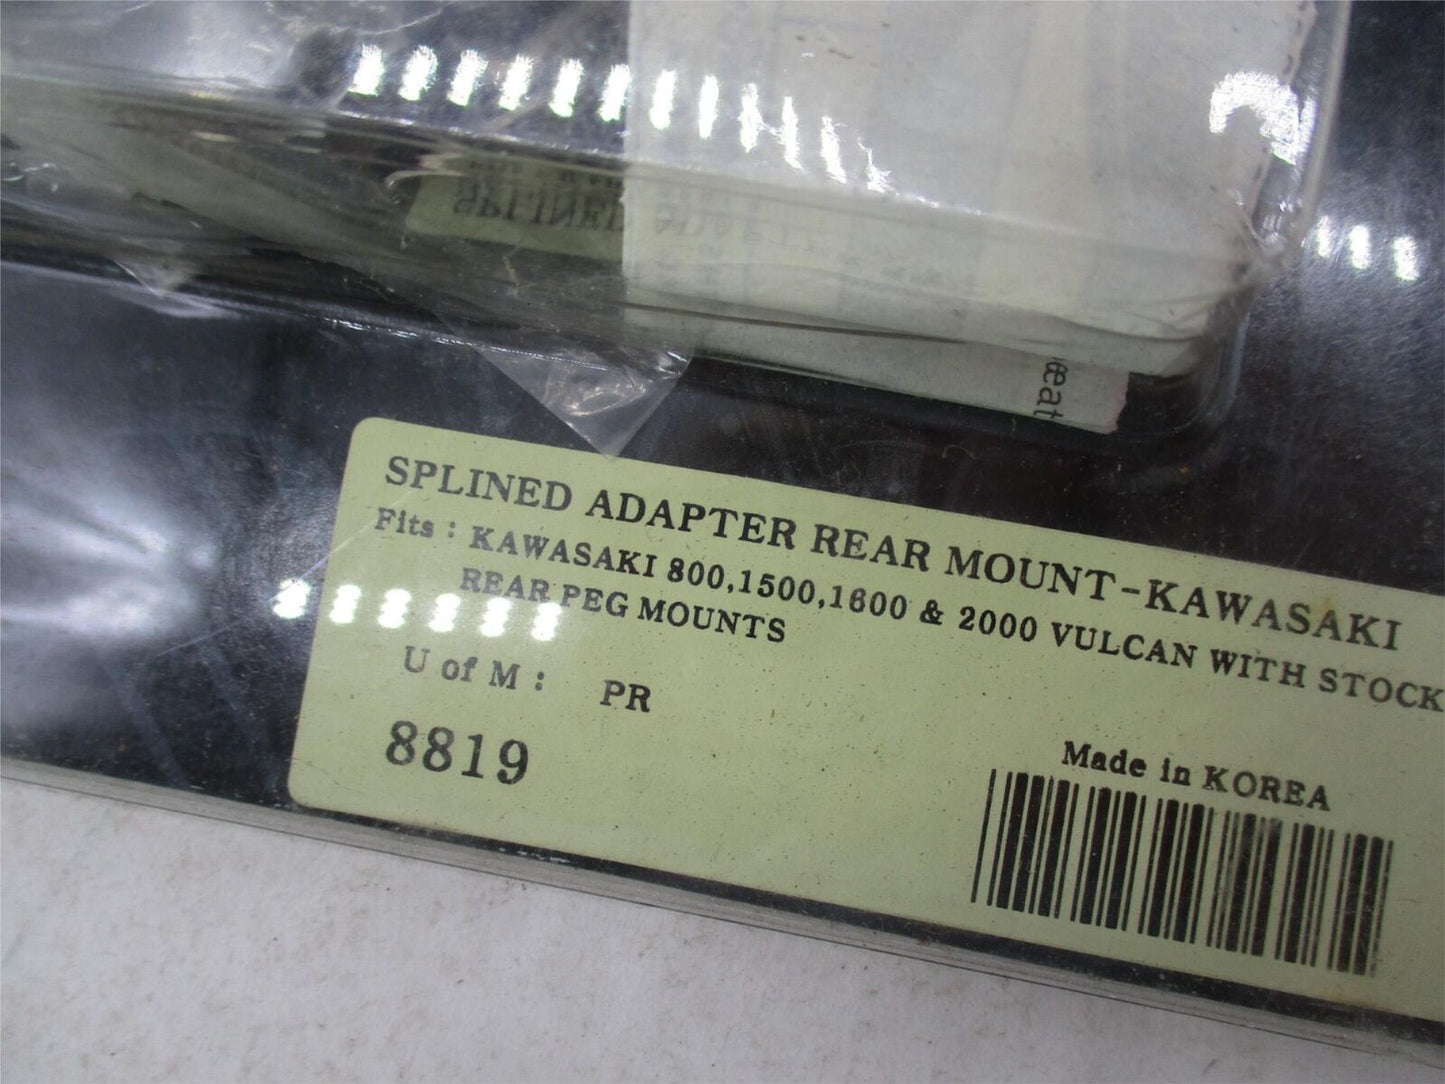 SPLINED ADAPTER REAR MOUNT-KAWASAKI
Fits : KAWASAKI 800,1500,1600 & 2000 VULCAN WITH STOCK
REAR PEG MOUNTS
U of M : PR
8819
Made in KOREA